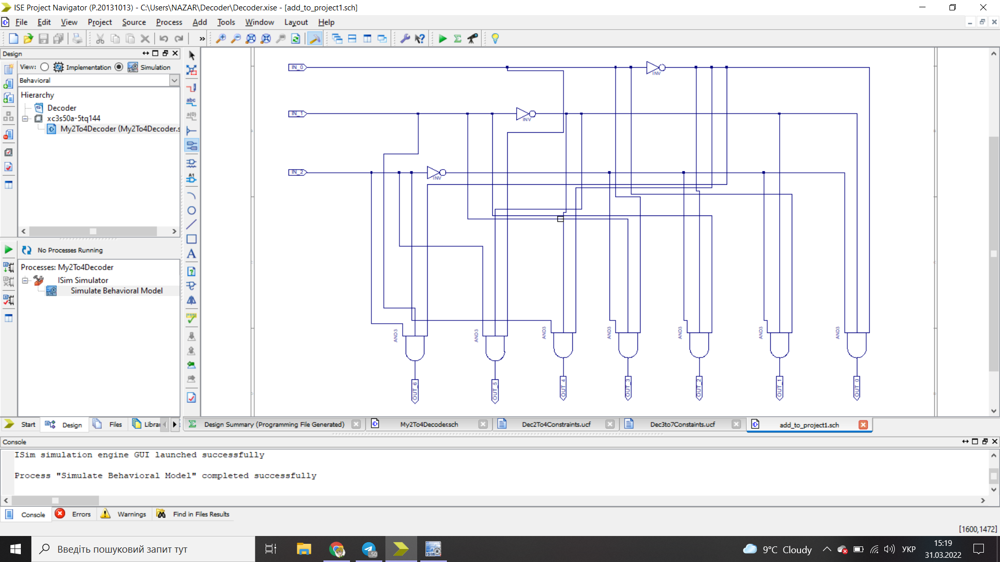 ISE Project Navigator (P.20131013) - C:\Users\NAZAR\Decoder\Decoder.xise - [add_to_project1.sch]
File Edit View Project Source Process Add Tools Window Layout Help
Design
View: Implementation Simulation
Behavioral
Hierarchy
Decoder
xc3s50a-5tq144
My2To4Decoder (My2To4Decoder.s
No Processes Running
Processes: My2To4Decoder
ISim Simulator
Simulate Behavioral Model
Start Design Files Librar
abc
a(0)
A1
A
IN_0
INV
IN_1
INV
IN_2
INV
AND3 AND3 AND3 AND3 AND3 AND3 AND3
OUT_6 OUT_5 OUT_4 OUT_3 OUT_2 OUT_1 OUT_0
Design Summary (Programming File Generated) My2To4Decoder.sch Dec2To4Constraints.ucf Dec3to7Constaints.ucf add_to_project1.sch
Console
ISim simulation engine GUI launched successfully
Process "Simulate Behavioral Model" completed successfully
Console Errors Warnings Find in Files Results
[1600,1472]
Введіть пошуковий запит тут
50
ISim
9°C Cloudy
УКР
15:19
31.03.2022